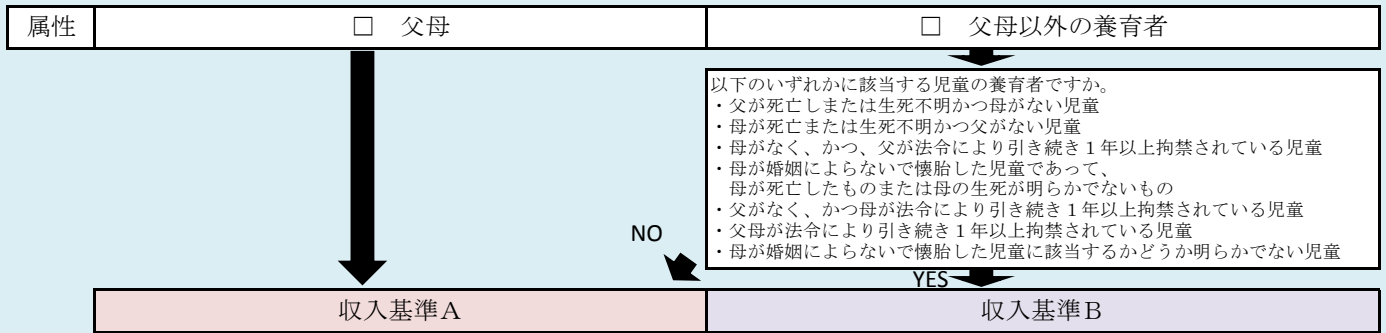 属性
□ 父母
□ 父母以外の養育者
以下のいずれかに該当する児童の養育者ですか。
・父が死亡しまたは生死不明かつ母がない児童
・母が死亡または生死不明かつ父がない児童
・母がなく、かつ、父が法令により引き続き１年以上拘禁されている児童
・母が婚姻によらないで懐胎した児童であって、
母が死亡したものまたは母の生死が明らかでないもの
・父がなく、かつ母が法令により引き続き１年以上拘禁されている児童
・父母が法令により引き続き１年以上拘禁されている児童
・母が婚姻によらないで懐胎した児童に該当するかどうか明らかでない児童
NO
YES
収入基準Ａ
収入基準Ｂ